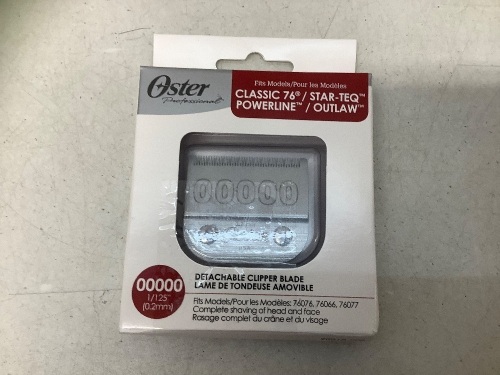 Oster
Professional
Fits Models/Pour les Modèles
CLASSIC 76® / STAR-TEQ™
POWERLINE™ / OUTLAW™
00000
00000
1/125"
(0.2mm)
DETACHABLE CLIPPER BLADE
LAME DE TONDEUSE AMOVIBLE
Fits Models/Pour les Modèles: 76076, 76066, 76077
Complete shaving of head and face
Rasage complet du crâne et du visage